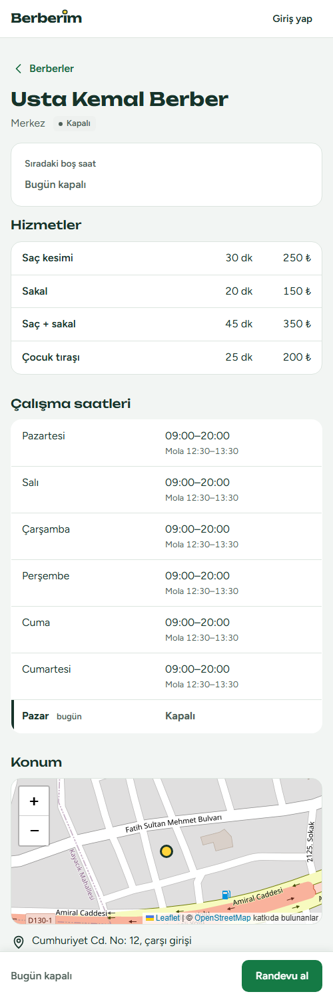 Berberim
Giriş yap
Berberler
Usta Kemal Berber
Merkez
Kapalı
Sıradaki boş saat
Bugün kapalı
Hizmetler
Saç kesimi 30 dk 250 ₺
Sakal 20 dk 150 ₺
Saç + sakal 45 dk 350 ₺
Çocuk tıraşı 25 dk 200 ₺
Çalışma saatleri
Pazartesi 09:00–20:00
Mola 12:30–13:30
Salı 09:00–20:00
Mola 12:30–13:30
Çarşamba 09:00–20:00
Mola 12:30–13:30
Perşembe 09:00–20:00
Mola 12:30–13:30
Cuma 09:00–20:00
Mola 12:30–13:30
Cumartesi 09:00–20:00
Mola 12:30–13:30
Pazar bugün Kapalı
Konum
+
−
Fatih Sultan Mehmet Bulvarı
2125. Sokak
Kayacık Mahallesi
Amiral Caddesi
Amiral Caddesi
D130-1
Leaflet | © OpenStreetMap katkıda bulunanlar
Cumhuriyet Cd. No: 12, çarşı girişi
Bugün kapalı
Randevu al